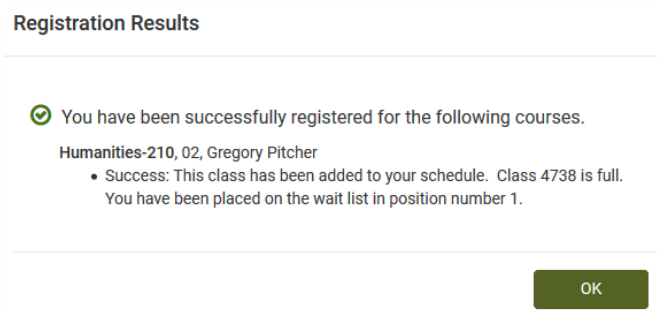 Registration Results
You have been successfully registered for the following courses.
Humanities-210, 02, Gregory Pitcher
• Success: This class has been added to your schedule.  Class 4738 is full.
You have been placed on the wait list in position number 1.
OK